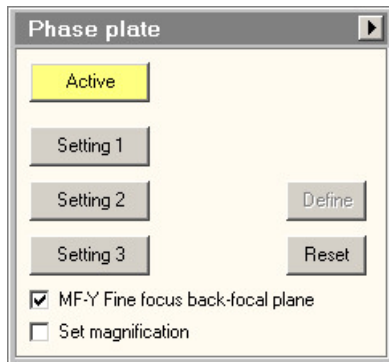 Phase plate
Active
Setting 1
Setting 2 Define
Setting 3 Reset
MF-Y Fine focus back-focal plane
Set magnification